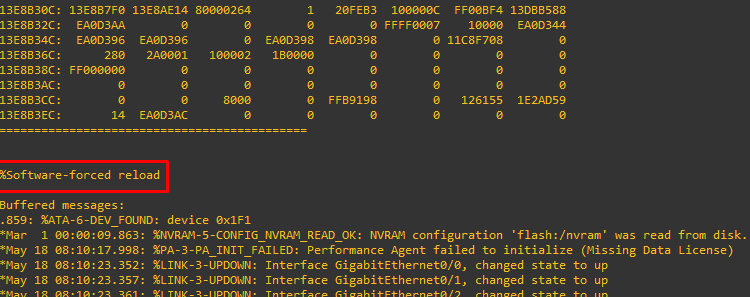 13E8B30C: 13E8B7F0 13E8AE14 80000264 1 20FEB3 100000C FF00BF4 13DBB588
13E8B32C: EA0D3AA 0 0 0 0 FFFF0007 10000 EA0D344
13E8B34C: EA0D396 EA0D396 0 EA0D398 EA0D398 0 11C8F708 0
13E8B36C: 280 2A0001 100002 1B0000 0 0 0 0
13E8B38C: FF000000 0 0 0 0 0 0 0
13E8B3AC: 0 0 0 0 0 0 0 0
13E8B3CC: 0 0 8000 0 FFB9198 0 126155 1E2AD59
13E8B3EC: 14 EA0D3AC 0 0 0 0 0 0
============================================
%Software-forced reload
Buffered messages:
.859: %ATA-6-DEV_FOUND: device 0x1F1
*Mar 1 00:00:09.863: %NVRAM-5-CONFIG_NVRAM_READ_OK: NVRAM configuration 'flash:/nvram' was read from disk.
*May 18 08:10:17.998: %PA-3-PA_INIT_FAILED: Performance Agent failed to initialize (Missing Data License)
*May 18 08:10:23.352: %LINK-3-UPDOWN: Interface GigabitEthernet0/0, changed state to up
*May 18 08:10:23.357: %LINK-3-UPDOWN: Interface GigabitEthernet0/1, changed state to up
*May 18 08:10:23.361: %LINK-3-UPDOWN: Interface GigabitEthernet0/2, changed state to up